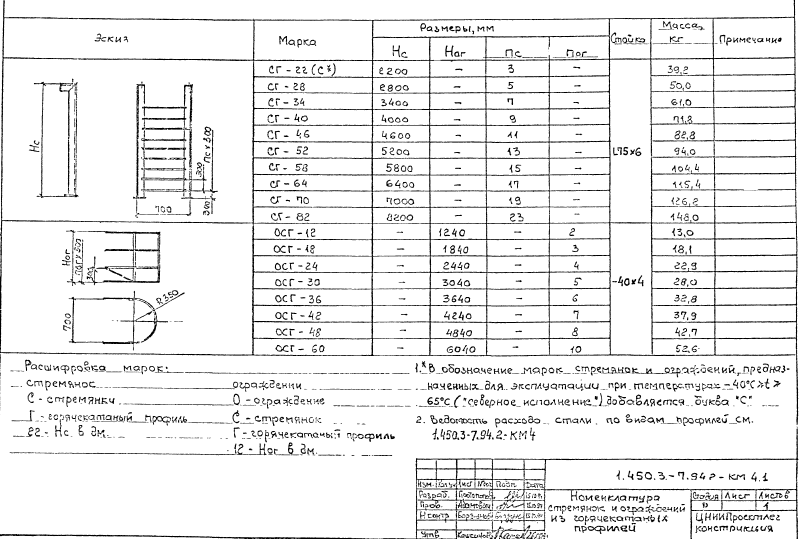 Эскиз Марка Размеры, мм Стойка Масса, кг Примечание
Нс Ног Пс Пог
СГ-22(С*) 2200 — 3 — 39,2
СГ-28 2800 — 5 — 50,0
СГ-34 3400 — 7 — 61,0
СГ-40 4000 — 9 — 71,8
СГ-46 4600 — 11 — 82,8
СГ-52 5200 — 13 — L75×6 94,0
СГ-58 5800 — 15 — 104,4
СГ-64 6400 — 17 — 115,4
СГ-70 7000 — 19 — 126,2
СГ-82 8200 — 23 — 148,0
ОСГ-12 — 1240 — 2 13,0
ОСГ-18 — 1840 — 3 18,1
ОСГ-24 — 2440 — 4 22,9
ОСГ-30 — 3040 — 5 -40×4 28,0
ОСГ-36 — 3640 — 6 32,8
ОСГ-42 — 4240 — 7 37,9
ОСГ-48 — 4840 — 8 42,7
ОСГ-60 — 6040 — 10 52,6
Нс
300
Пс×300
700
300
Ног
Пог×300
300
700
R350
Расшифровка марок:
стремянос ограждении
С - стремянки О - ограждение
Г - горячекатаный профиль С - стремянок
22 - Нс в дм. Г - горячекатаный профиль
12 - Ног в дм.
1.* В обозначение марок стремянок и ограждений, предназ-
наченных для эксплуатации при температурах -40°С>t≥
65°С ("северное исполнение") добавляется буква "С"
2. Ведомость расхода стали по видам профилей см.
1.450.3-7.94.2-КМ4
1.450.3-7.94.2-КМ 4.1
Изм. Кол.уч Лист №док Подп. Дата
Разраб.
Пров.
Н.контр
Утв.
Номенклатура
стремянок и ограждений
из горячекатаных
профилей
Стадия Лист Листов
Р 1
ЦНИИПроектлег
конструкция